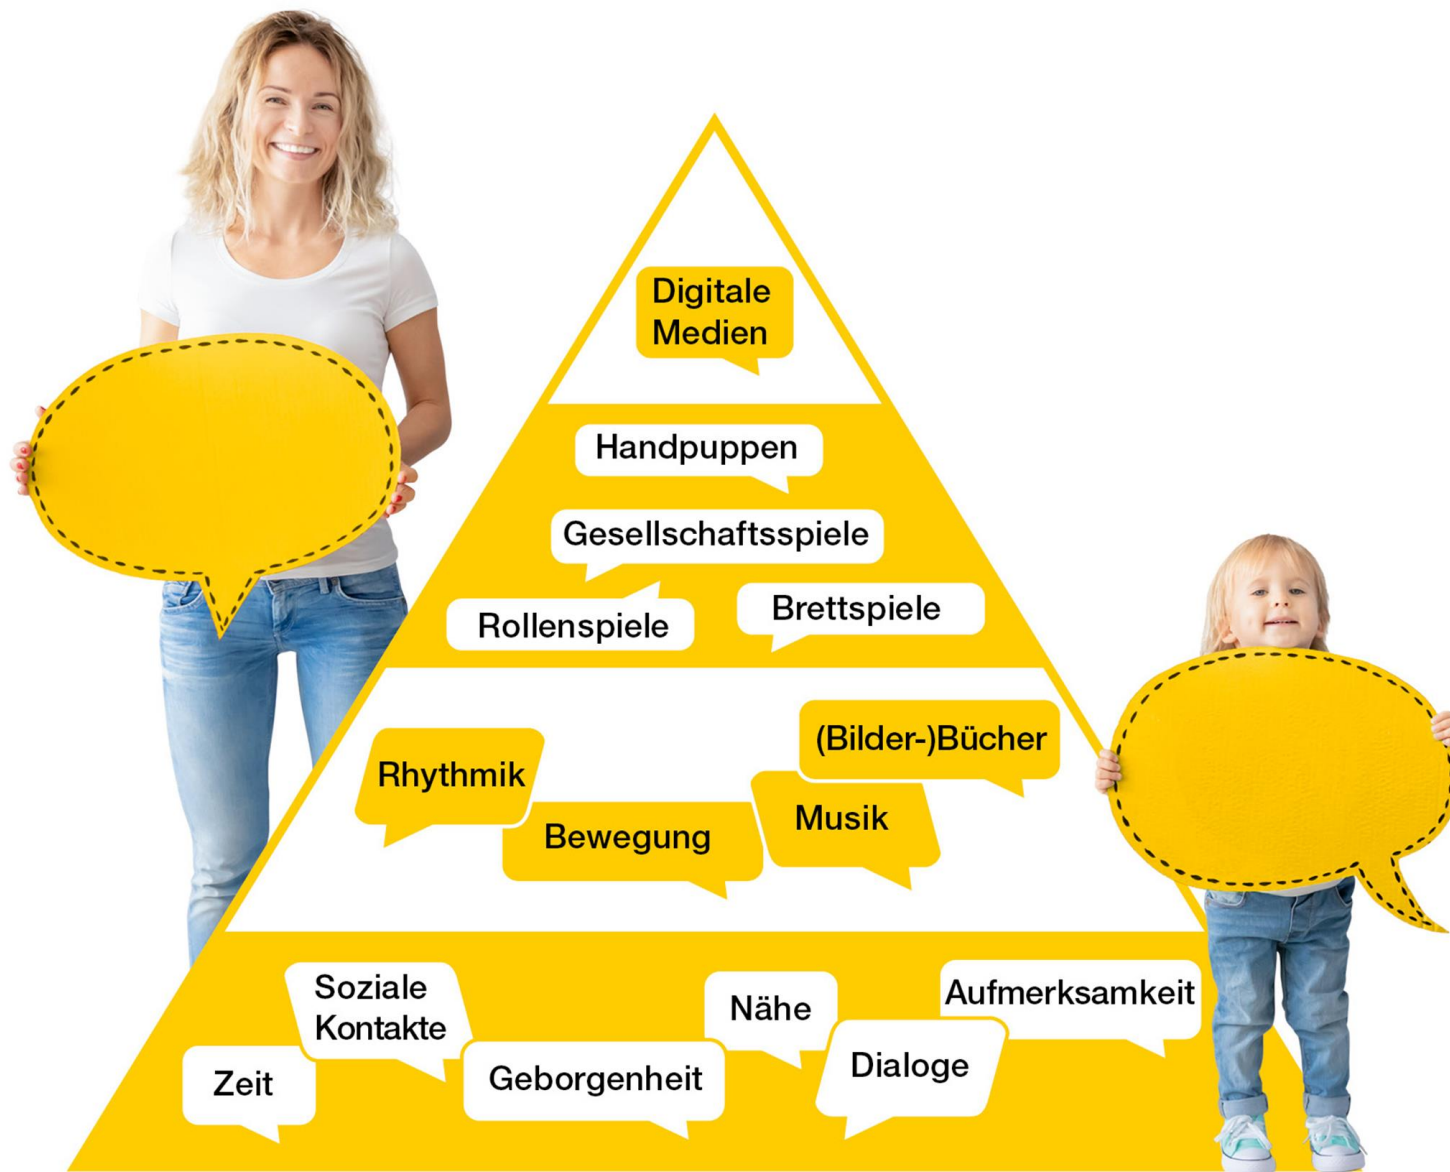 Digitale
Medien
Handpuppen
Gesellschaftsspiele
Rollenspiele
Brettspiele
(Bilder-)Bücher
Rhythmik
Musik
Bewegung
Soziale
Kontakte
Nähe
Aufmerksamkeit
Zeit
Geborgenheit
Dialoge